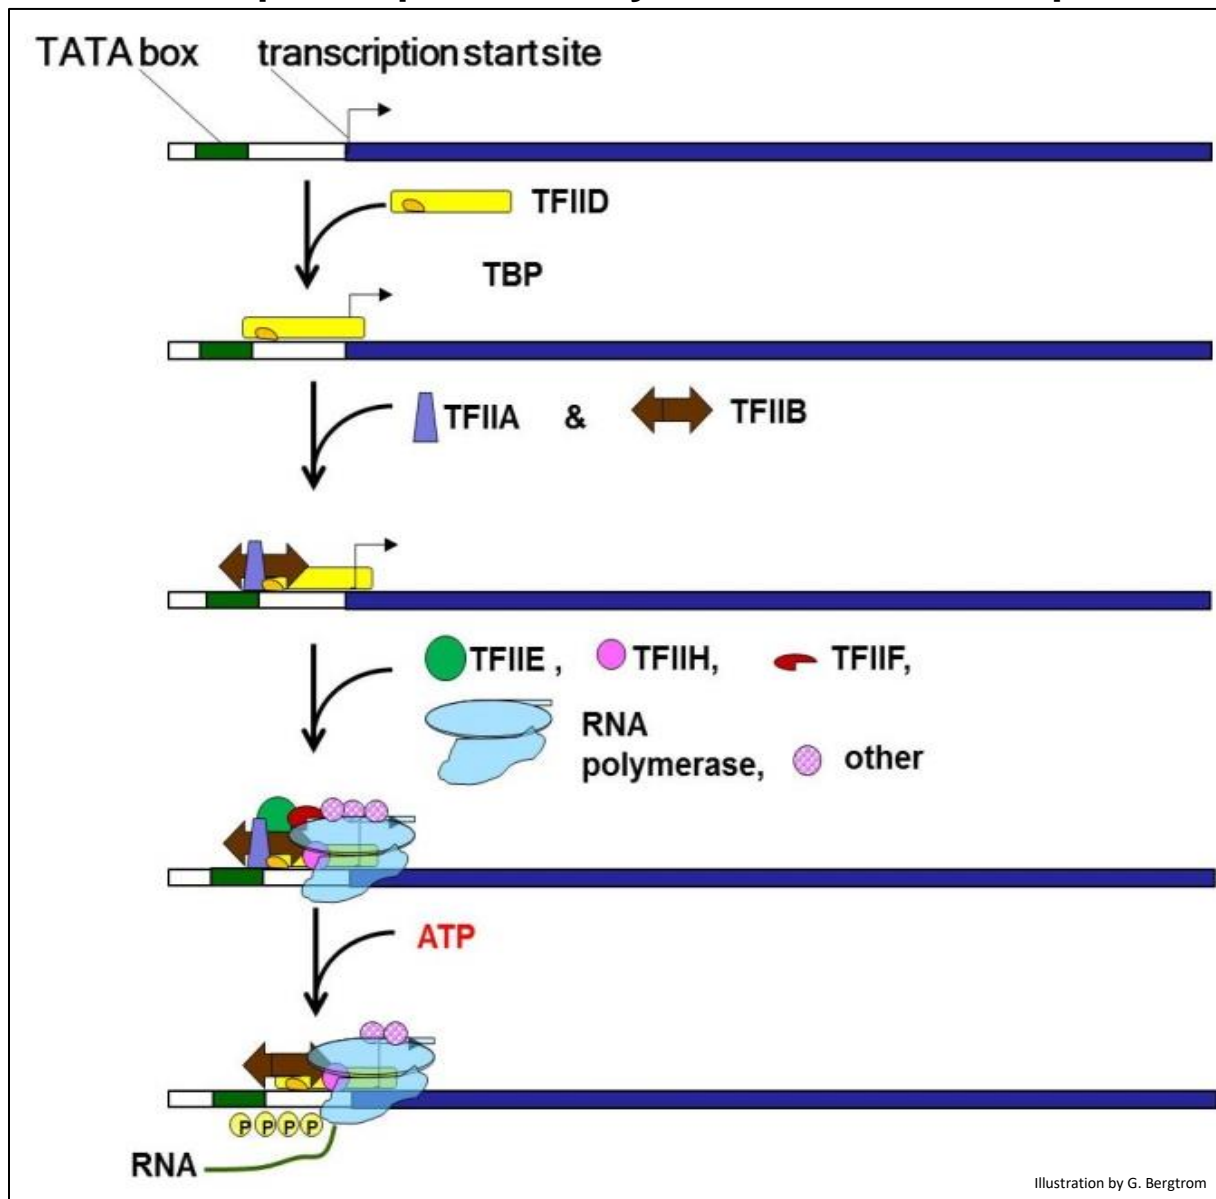 TATA box transcription start site
TFIID
TBP
TFIIA & TFIIB
TFIIE , TFIIH, TFIIF,
RNA
polymerase, other
ATP
P P P P
RNA
Illustration by G. Bergtrom